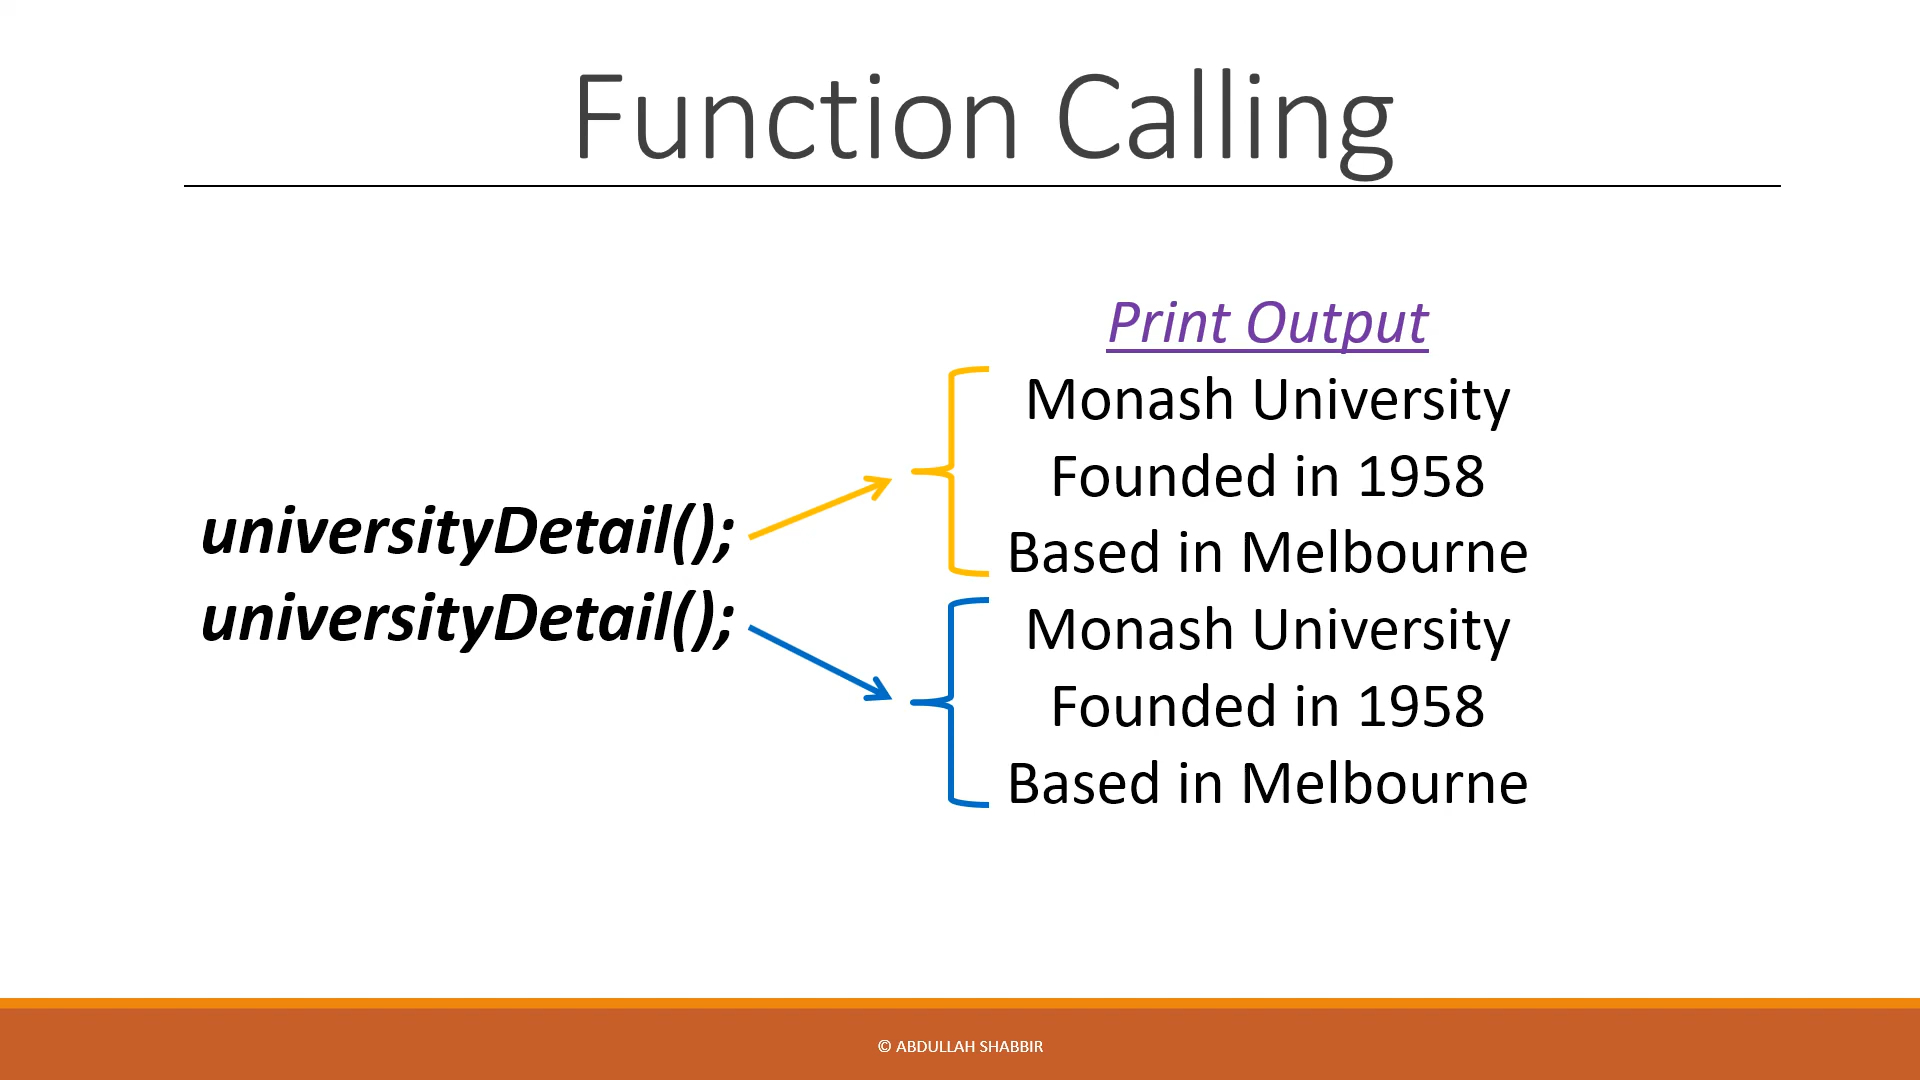 Function Calling
universityDetail();
universityDetail();
Print Output
Monash University
Founded in 1958
Based in Melbourne
Monash University
Founded in 1958
Based in Melbourne
© ABDULLAH SHABBIR